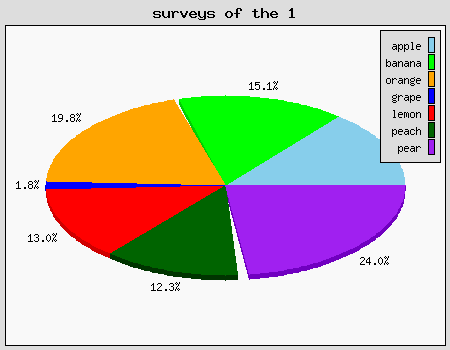 surveys of the 1
apple
banana
orange
grape
lemon
peach
pear
15.1%
19.8%
1.8%
13.0%
12.3%
24.0%